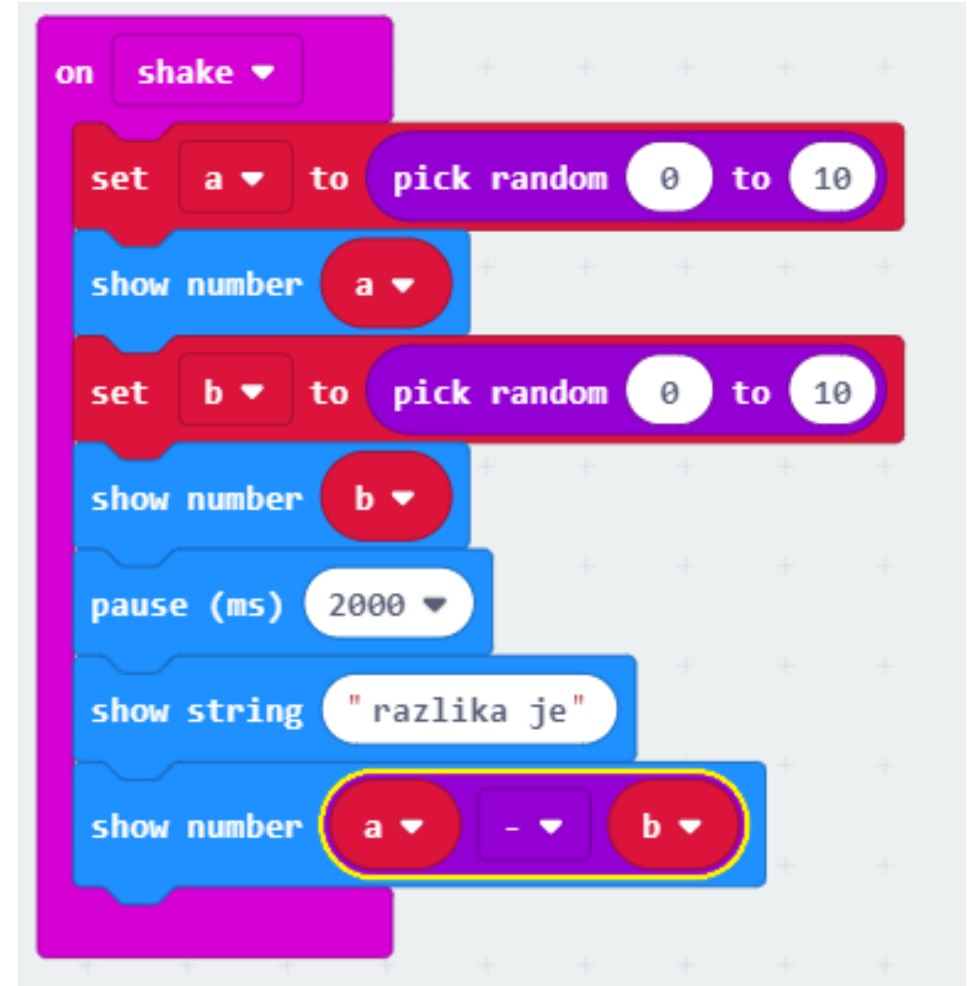 on shake
set a to pick random 0 to 10
show number a
set b to pick random 0 to 10
show number b
pause (ms) 2000
show string "razlika je"
show number a - b